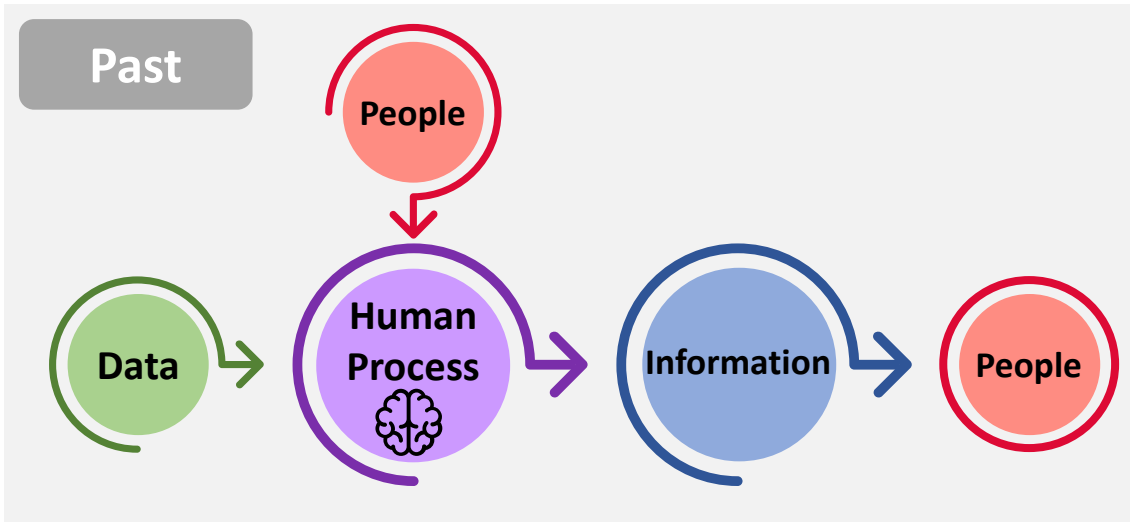 Past
People
Data
Human
Process
Information
People